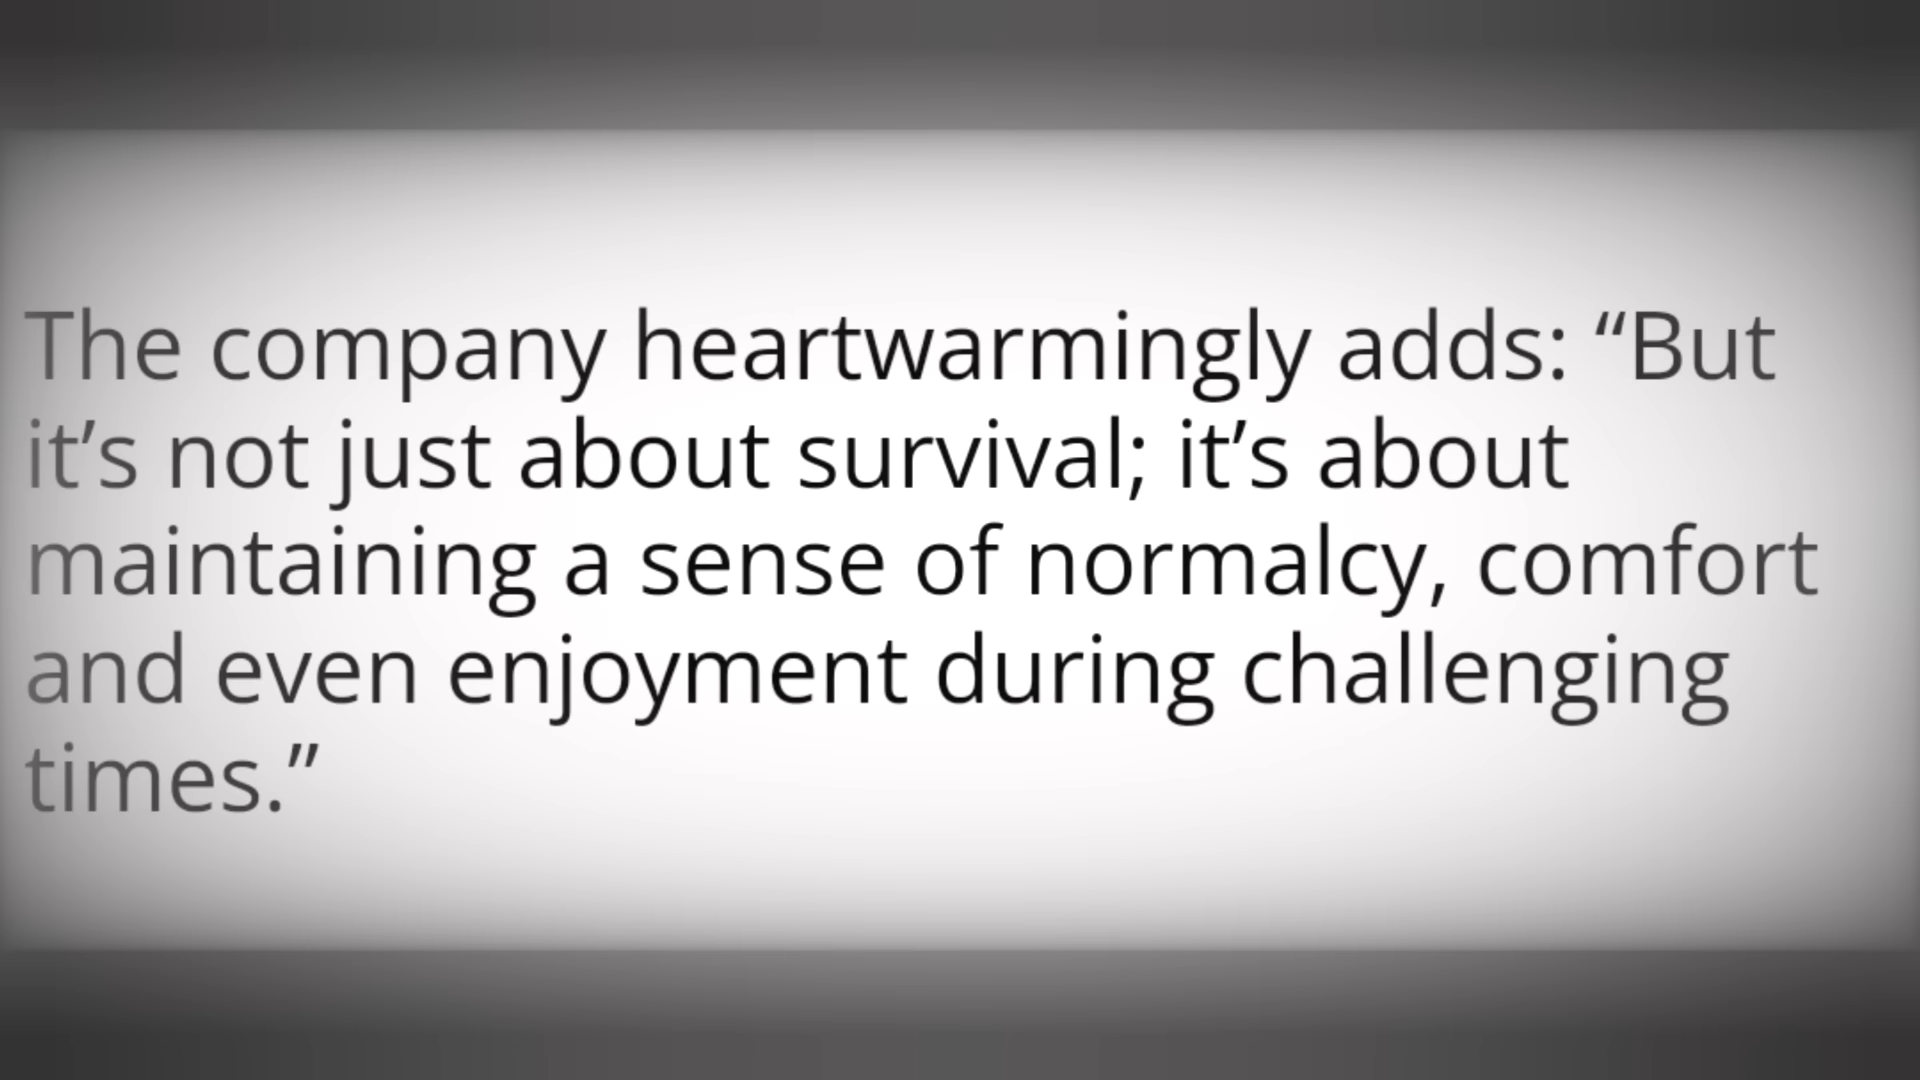 The company heartwarmingly adds: “But
it’s not just about survival; it’s about
maintaining a sense of normalcy, comfort
and even enjoyment during challenging
times.”